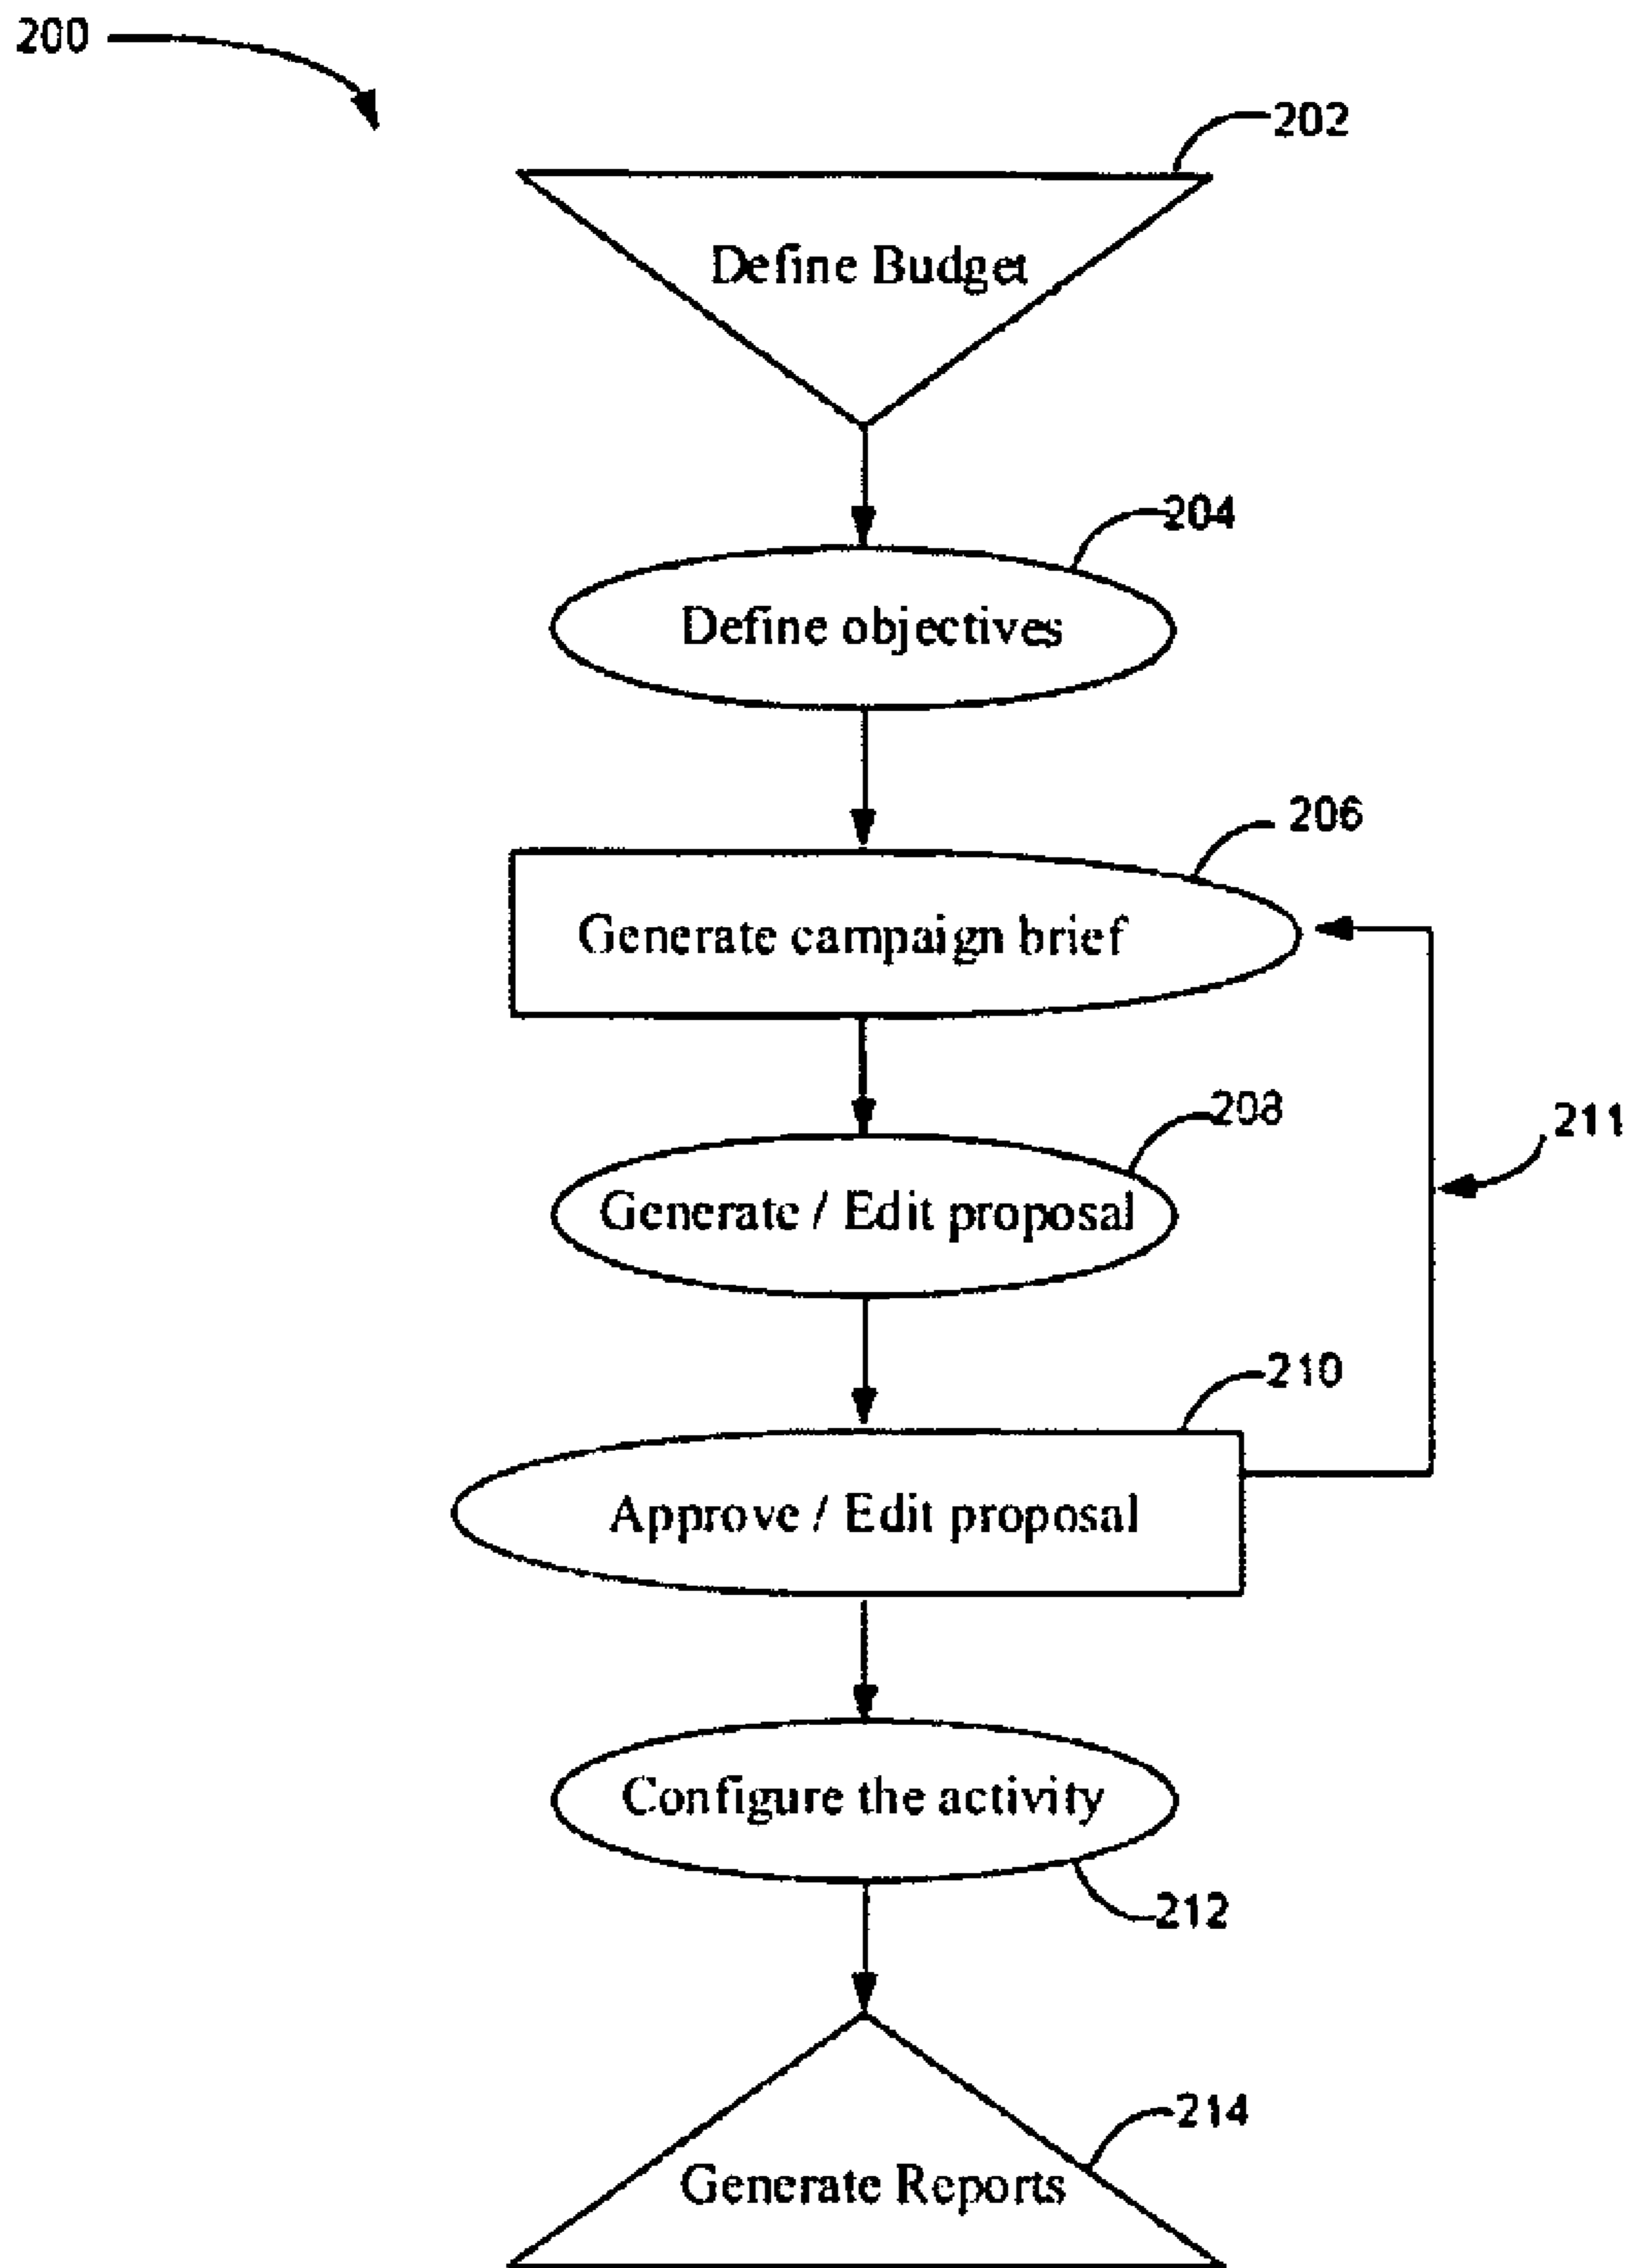 200
202
Define Budget
204
Define objectives
206
Generate campaign brief
208
Generate / Edit proposal
211
210
Approve / Edit proposal
Configure the activity
212
214
Generate Reports